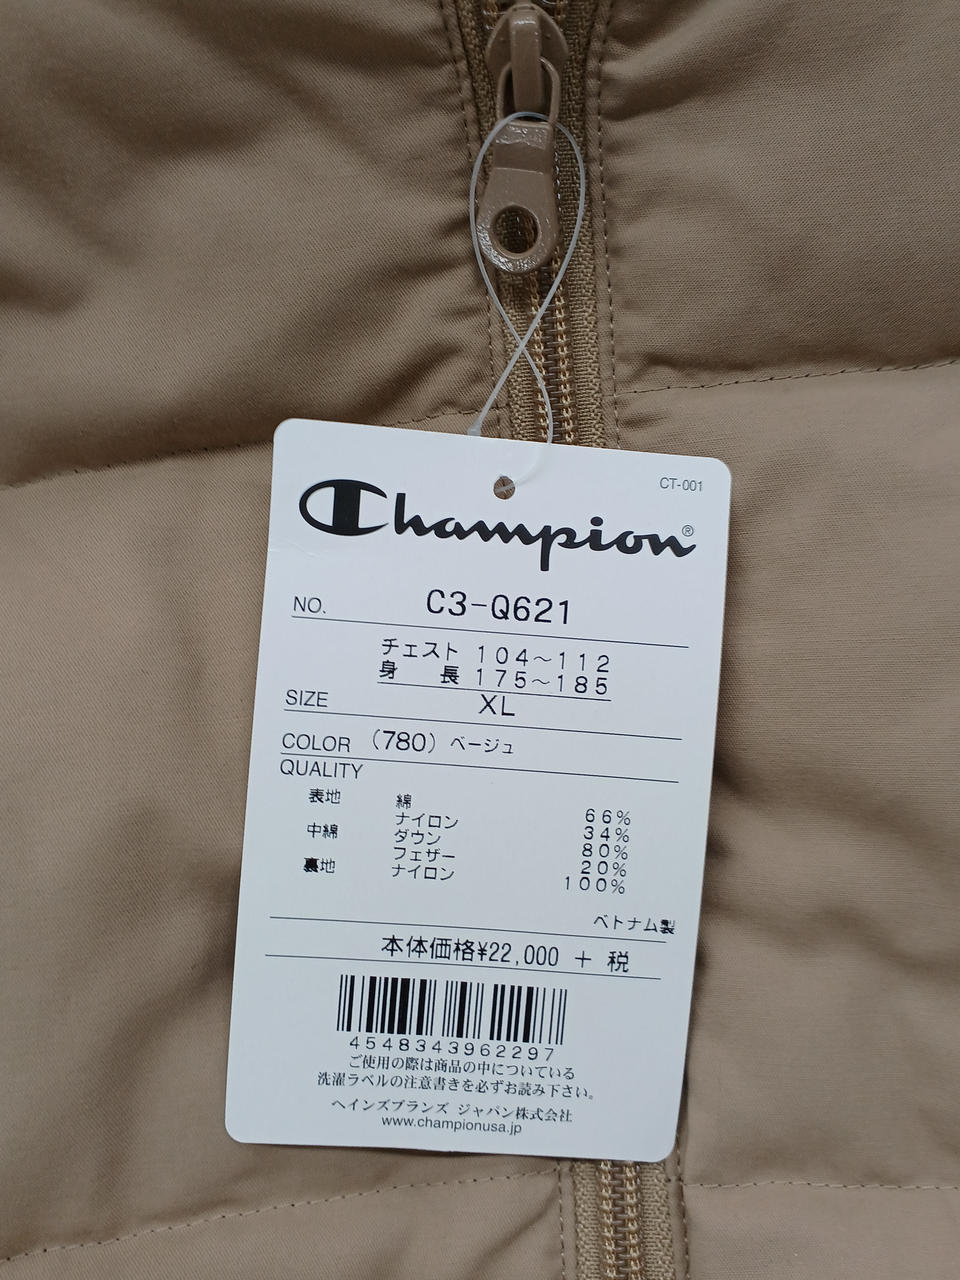 CT-001
Champion®
NO. C3-Q621
チェスト 104~112
身 長 175~185
SIZE XL
COLOR (780) ベージュ
QUALITY
表地 綿 66%
ナイロン 34%
中綿 ダウン 80%
フェザー 20%
裏地 ナイロン 100%
ベトナム製
本体価格¥22,000 + 税
4548343962297
ご使用の際は商品の中についている
洗濯ラベルの注意書きを必ずお読み下さい。
ヘインズブランズ ジャパン株式会社
www.championusa.jp